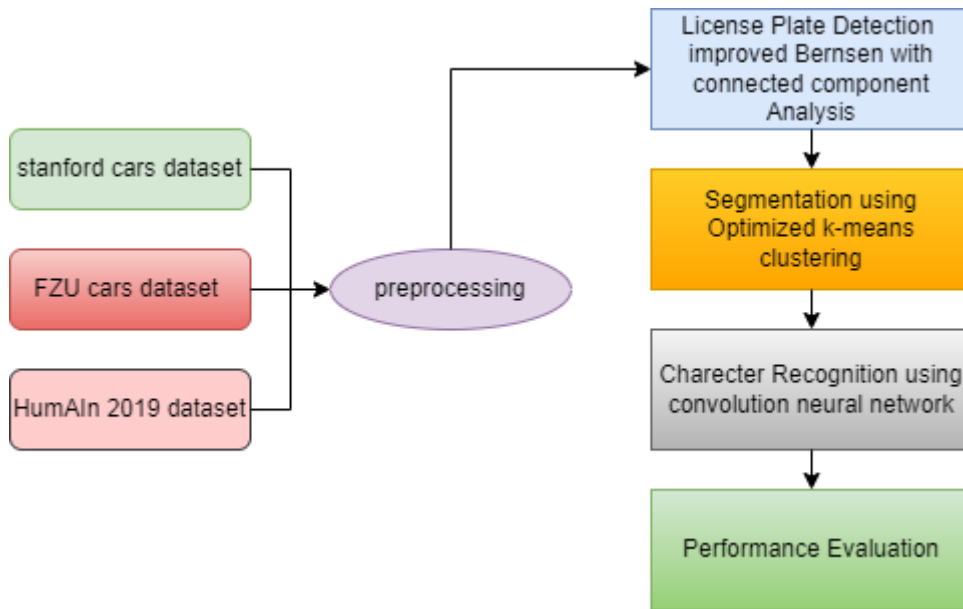 stanford cars dataset
FZU cars dataset
HumAIn 2019 dataset
preprocessing
License Plate Detection
improved Bernsen with
connected component
Analysis
Segmentation using
Optimized k-means
clustering
Charecter Recognition using
convolution neural network
Performance Evaluation